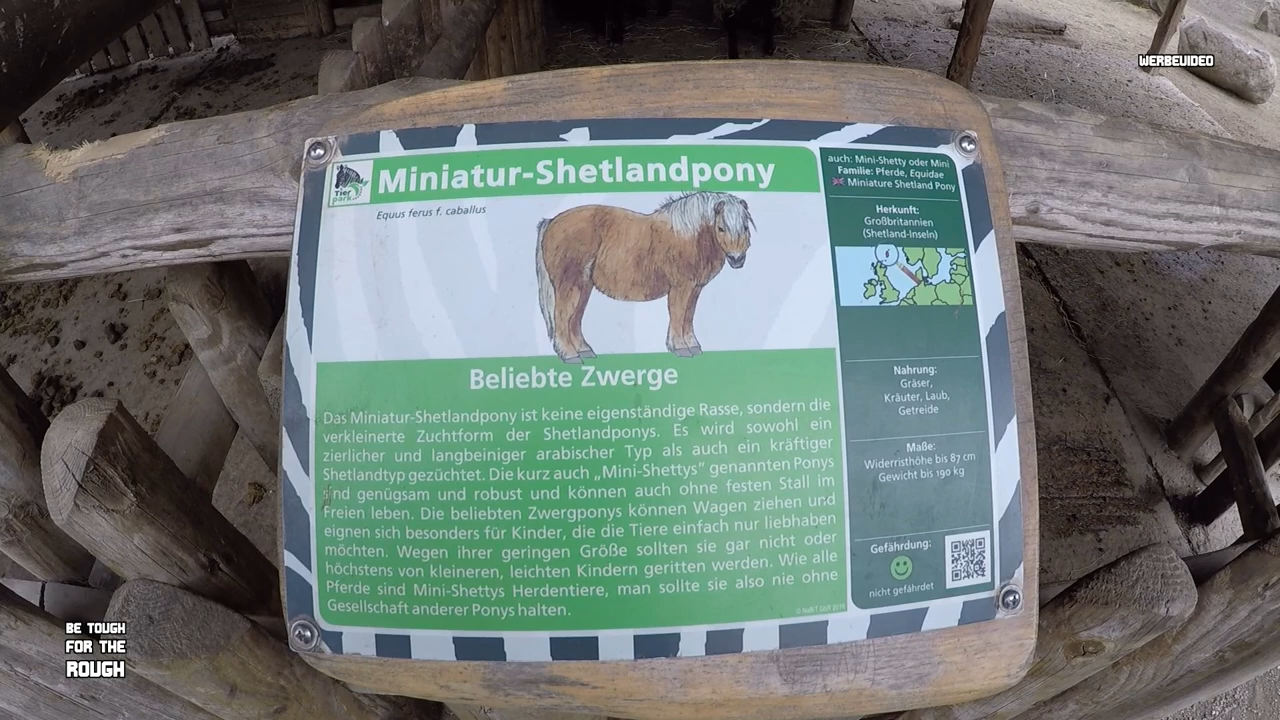 WERBEVIDEO
Tier
park
Miniatur-Shetlandpony
Equus ferus f. caballus
Beliebte Zwerge
Das Miniatur-Shetlandpony ist keine eigenständige Rasse, sondern die
verkleinerte Zuchtform der Shetlandponys. Es wird sowohl ein
zierlicher und langbeiniger arabischer Typ als auch ein kräftiger
Shetlandtyp gezüchtet. Die kurz auch „Mini-Shettys" genannten Ponys
sind genügsam und robust und können auch ohne festen Stall im
Freien leben. Die beliebten Zwergponys können Wagen ziehen und
eignen sich besonders für Kinder, die die Tiere einfach nur liebhaben
möchten. Wegen ihrer geringen Größe sollten sie gar nicht oder
höchstens von kleineren, leichten Kindern geritten werden. Wie alle
Pferde sind Mini-Shettys Herdentiere, man sollte sie also nie ohne
Gesellschaft anderer Ponys halten.
auch: Mini-Shetty oder Mini
Familie: Pferde, Equidae
Miniature Shetland Pony
Herkunft:
Großbritannien
(Shetland-Inseln)
Nahrung:
Gräser,
Kräuter, Laub,
Getreide
Maße:
Widerristhöhe bis 87 cm
Gewicht bis 190 kg
Gefährdung:
nicht gefährdet
BE TOUGH
FOR THE
ROUGH